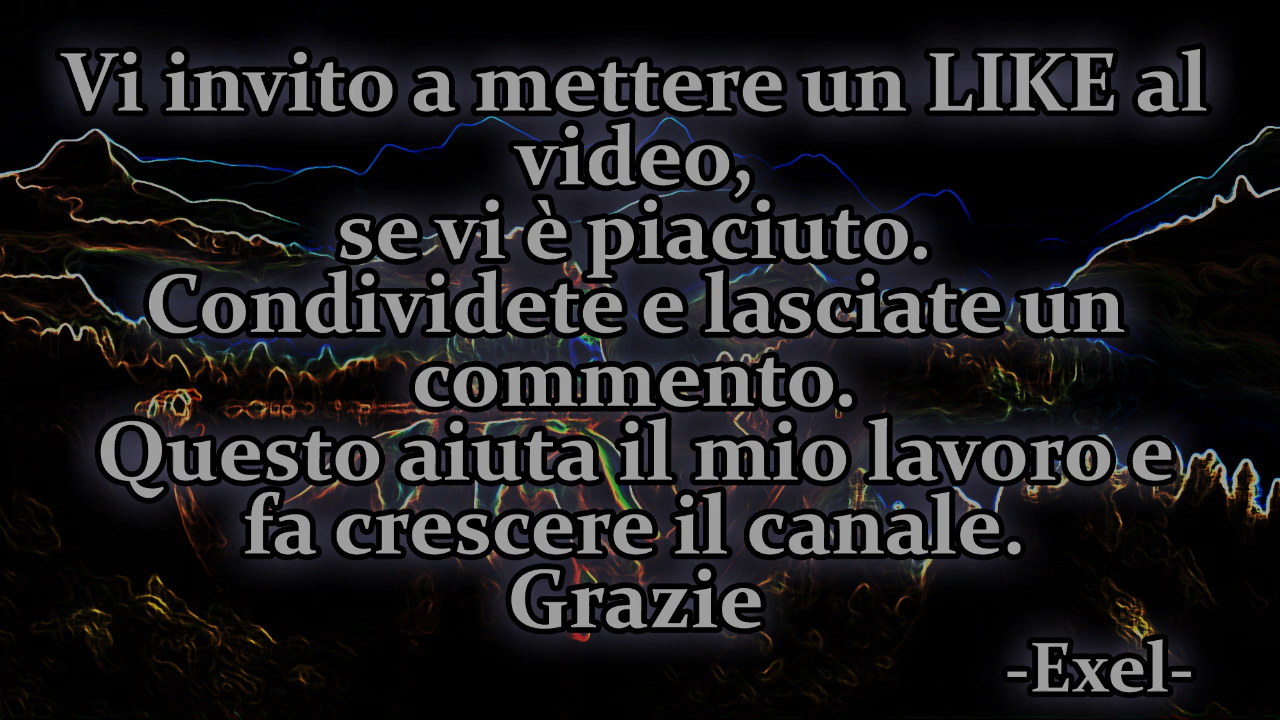 Vi invito a mettere un LIKE al
video,
se vi è piaciuto.
Condividete e lasciate un
commento.
Questo aiuta il mio lavoro e
fa crescere il canale.
Grazie
-Exel-